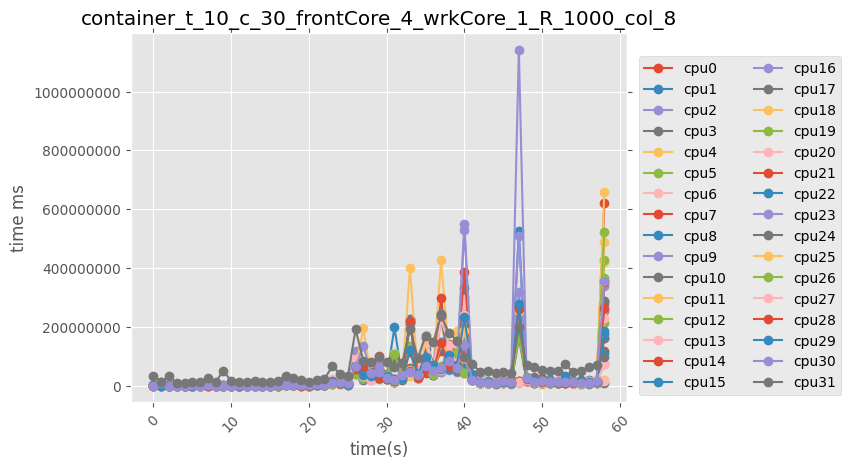 container_t_10_c_30_frontCore_4_wrkCore_1_R_1000_col_8
1000000000
800000000
600000000
400000000
200000000
0
time ms
0 10 20 30 40 50 60
time(s)
cpu0 cpu16
cpu1 cpu17
cpu2 cpu18
cpu3 cpu19
cpu4 cpu20
cpu5 cpu21
cpu6 cpu22
cpu7 cpu23
cpu8 cpu24
cpu9 cpu25
cpu10 cpu26
cpu11 cpu27
cpu12 cpu28
cpu13 cpu29
cpu14 cpu30
cpu15 cpu31